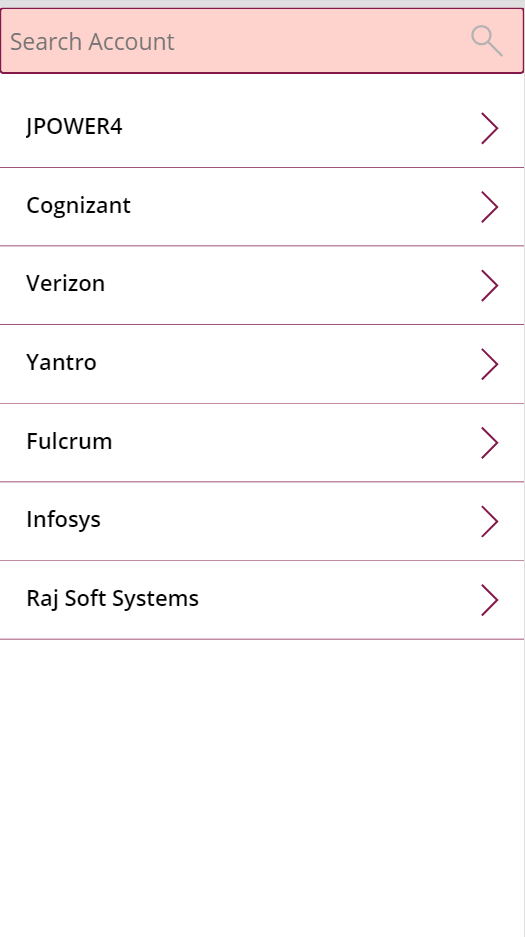 Search Account
JPOWER4
Cognizant
Verizon
Yantro
Fulcrum
Infosys
Raj Soft Systems